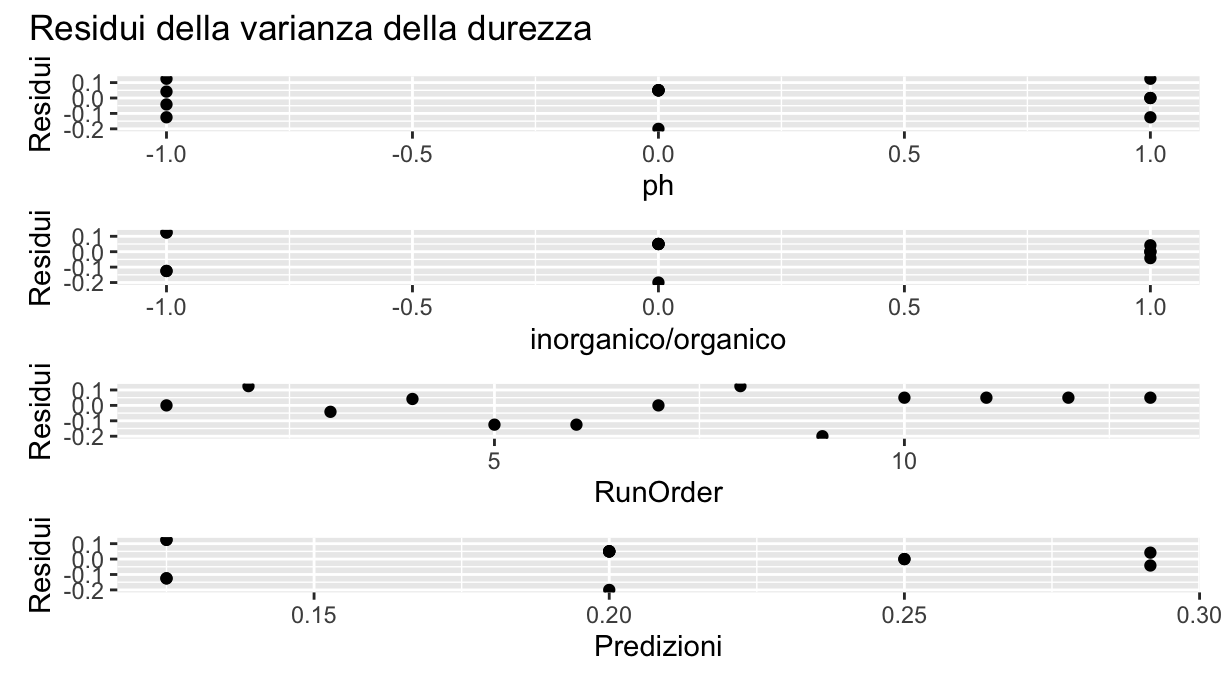 Residui della varianza della durezza
Residui
0.1
0.0
-0.1
-0.2
-1.0 -0.5 0.0 0.5 1.0
ph
Residui
0.1
0.0
-0.1
-0.2
-1.0 -0.5 0.0 0.5 1.0
inorganico/organico
Residui
0.1
0.0
-0.1
-0.2
5 10
RunOrder
Residui
0.1
0.0
-0.1
-0.2
0.15 0.20 0.25 0.30
Predizioni